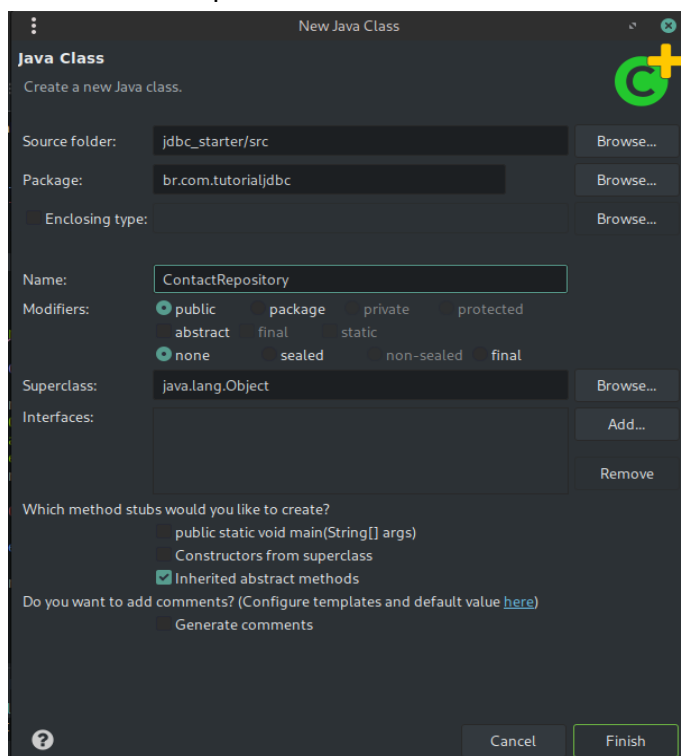 New Java Class
Java Class
Create a new Java class.
C
Source folder: jdbc_starter/src Browse...
Package: br.com.tutorialjdbc Browse...
Enclosing type: Browse...
Name: ContactRepository
Modifiers: public package private protected
abstract final static
none sealed non-sealed final
Superclass: java.lang.Object Browse...
Interfaces: Add...
Remove
Which method stubs would you like to create?
public static void main(String[] args)
Constructors from superclass
Inherited abstract methods
Do you want to add comments? (Configure templates and default value here)
Generate comments
? Cancel Finish